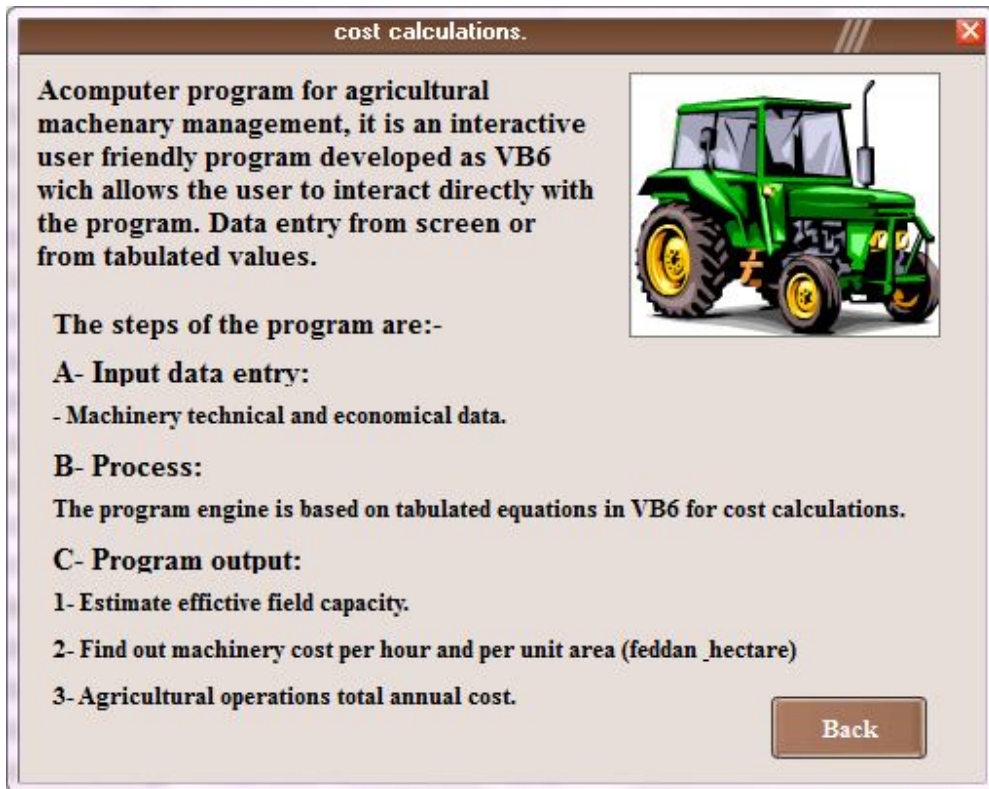 cost calculations.
Acomputer program for agricultural
machenary management, it is an interactive
user friendly program developed as VB6
wich allows the user to interact directly with
the program. Data entry from screen or
from tabulated values.
The steps of the program are:-
A- Input data entry:
- Machinery technical and economical data.
B- Process:
The program engine is based on tabulated equations in VB6 for cost calculations.
C- Program output:
1- Estimate effictive field capacity.
2- Find out machinery cost per hour and per unit area (feddan _hectare)
3- Agricultural operations total annual cost.
Back